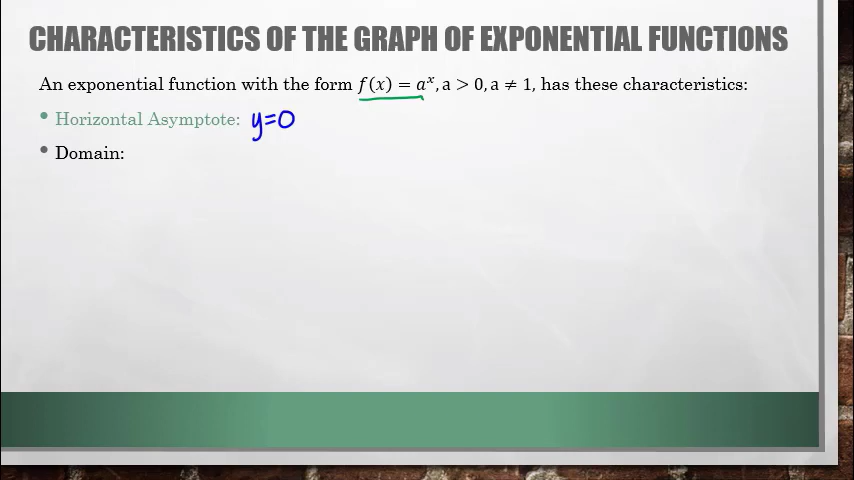 CHARACTERISTICS OF THE GRAPH OF EXPONENTIAL FUNCTIONS
An exponential function with the form f(x) = aˣ, a > 0, a ≠ 1, has these characteristics:
• Horizontal Asymptote: y=0
• Domain: